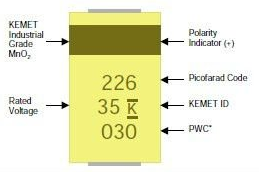 KEMET
Industrial
Grade
MnO₂
Polarity
Indicator (+)
226
Picofarad Code
Rated
Voltage
35 K
KEMET ID
030
PWC*